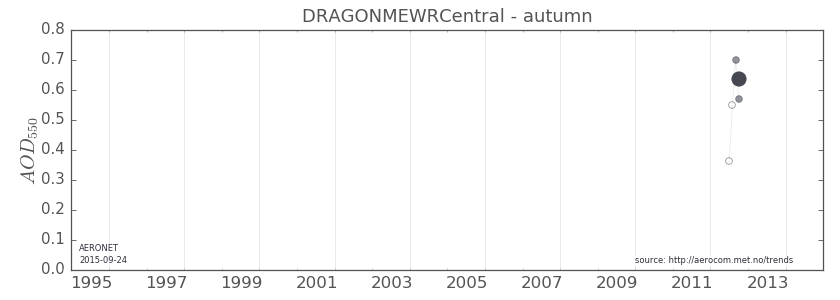 DRAGONMEWRCentral - autumn
0.8
0.7
0.6
0.5
0.4
0.3
0.2
0.1
0.0
AOD550
AERONET
2015-09-24
source: http://aerocom.met.no/trends
1995 1997 1999 2001 2003 2005 2007 2009 2011 2013